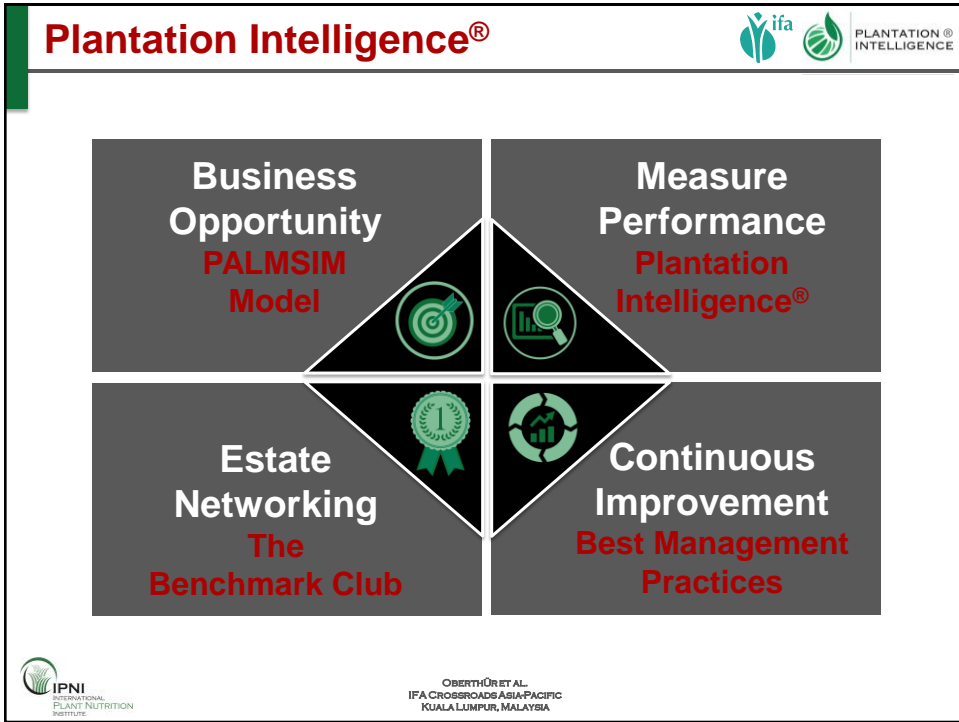 Plantation Intelligence®
ifa
PLANTATION ®
INTELLIGENCE
Business
Opportunity
PALMSIM
Model
Measure
Performance
Plantation
Intelligence®
1
Estate
Networking
The
Benchmark Club
Continuous
Improvement
Best Management
Practices
IPNI
INTERNATIONAL
PLANT NUTRITION
INSTITUTE
OBERTHÜR ET AL.
IFA CROSSROADS ASIA-PACIFIC
KUALA LUMPUR, MALAYSIA